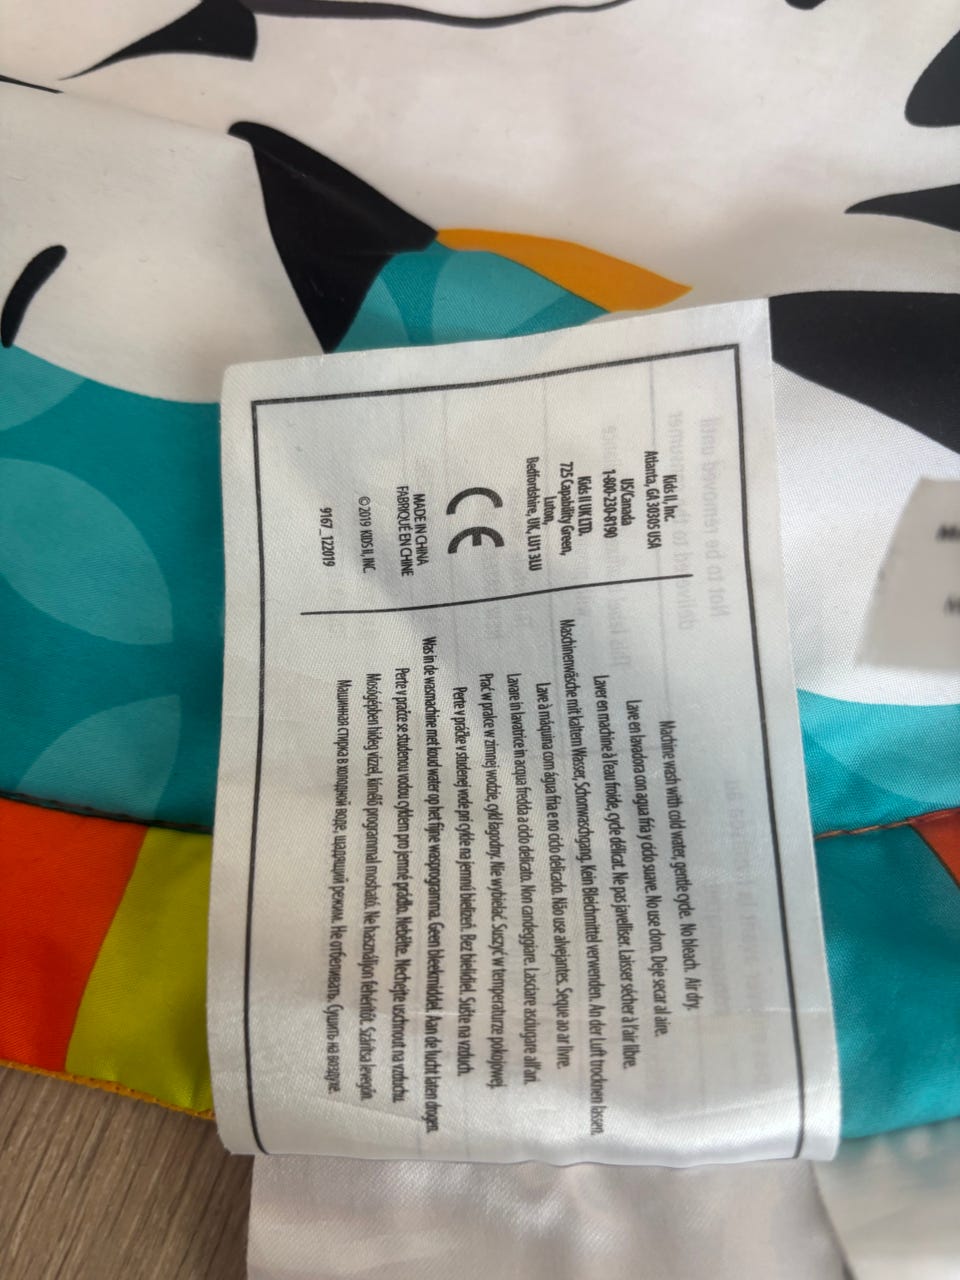 Kids II, Inc.
Atlanta, GA 30305 USA
US/Canada
1-800-230-8190
Kids II UK LTD.
725 Capability Green,
Luton,
Bedfordshire, UK, LU1 3LU
CE
MADE IN CHINA
FABRIQUÉ EN CHINE
© 2019 KIDS II, INC.
9167_122019
Machine wash with cold water, gentle cycle. No bleach. Air dry.
Lave en lavadora con agua fría y ciclo suave. No use cloro. Deje secar al aire.
Laver en machine à l'eau froide, cycle délicat. Ne pas javelliser. Laisser sécher à l'air libre.
Maschinenwäsche mit kaltem Wasser, Schonwaschgang. Kein Bleichmittel verwenden. An der Luft trocknen lassen.
Lave à máquina com água fria e no ciclo delicado. Não use alvejantes. Seque ao ar livre.
Lavare in lavatrice in acqua fredda a ciclo delicato. Non candeggiare. Lasciare asciugare all'ari.
Prać w pralce w zimnej wodzie, cykl łagodny. Nie wybielać. Suszyć w temperaturze pokojowej.
Perte v práčke v studenej vode pri cykle na jemnú bielizeň. Bez bielidiel. Sušte na vzduch.
Was in de wasmachine met koud water op het fijne wasprogramma. Geen bleekmiddel. Aan de lucht laten drogen.
Perte v pračce se studenou vodou cyklem pro jemné prádlo. Nebělte. Nechejte uschnout na vzduchu.
Mosógépben hideg vízzel, kímélő programmal mosható. Ne használjon fehérítőt. Szárítsa levegőn.
Машинная стирка в холодной воде, щадящий режим. Не отбеливать. Сушить на воздухе.